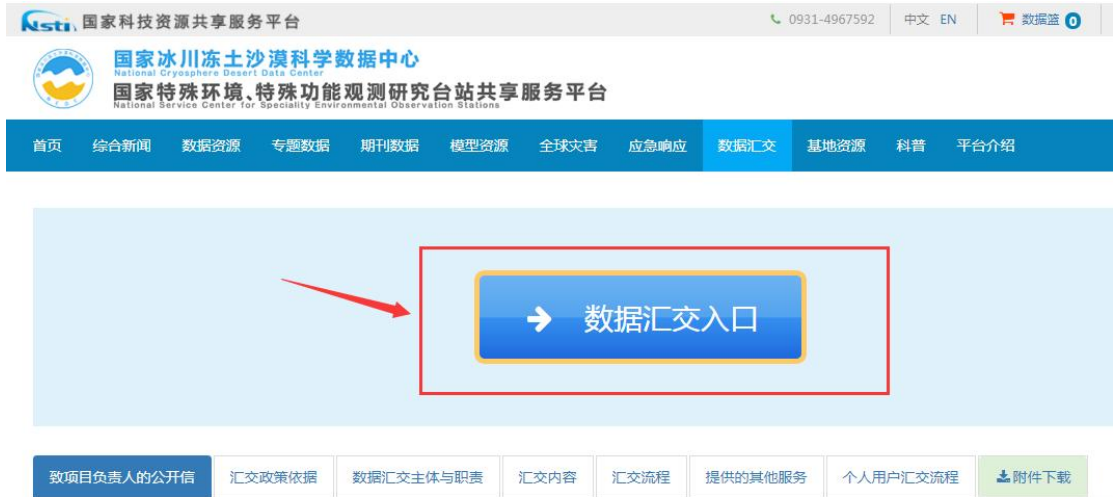 Nsti 国家科技资源共享服务平台 0931-4967592 中文 EN 数据篮 0
国家冰川冻土沙漠科学数据中心
National Cryosphere Desert Data Center
国家特殊环境、特殊功能观测研究台站共享服务平台
National Service Center for Speciality Environmental Observation Stations
首页 综合新闻 数据资源 专题数据 期刊数据 模型资源 全球灾害 应急响应 数据汇交 基地资源 科普 平台介绍
数据汇交入口
致项目负责人的公开信 汇交政策依据 数据汇交主体与职责 汇交内容 汇交流程 提供的其他服务 个人用户汇交流程 附件下载